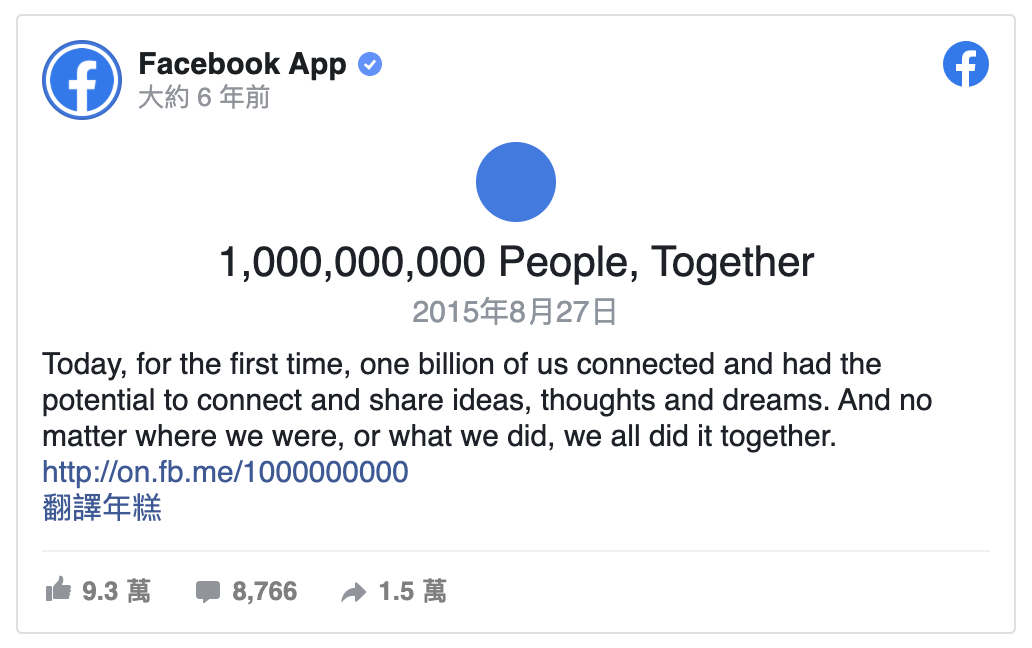 Facebook App
大約 6 年前
1,000,000,000 People, Together
2015年8月27日
Today, for the first time, one billion of us connected and had the
potential to connect and share ideas, thoughts and dreams. And no
matter where we were, or what we did, we all did it together.
http://on.fb.me/1000000000
翻譯年糕
9.3 萬 8,766 1.5 萬